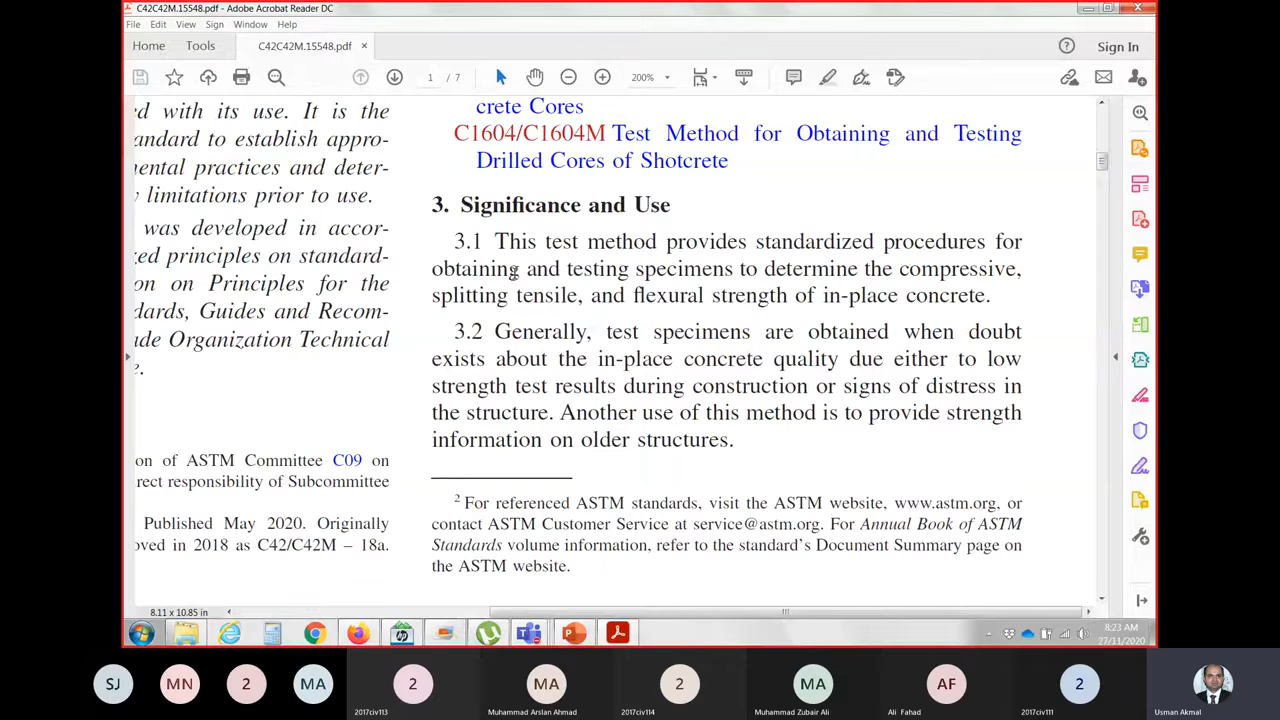 C42C42M.15548.pdf - Adobe Acrobat Reader DC
File Edit View Sign Window Help
Home Tools C42C42M.15548.pdf × Sign In
1 / 7 200%
ed with its use. It is the
andard to establish appro-
nental practices and deter-
y limitations prior to use.
was developed in accor-
zed principles on standard-
on on Principles for the
dards, Guides and Recom-
ade Organization Technical
e.
on of ASTM Committee C09 on
rect responsibility of Subcommittee
Published May 2020. Originally
oved in 2018 as C42/C42M – 18a.
crete Cores
C1604/C1604M Test Method for Obtaining and Testing
Drilled Cores of Shotcrete
3. Significance and Use
3.1 This test method provides standardized procedures for
obtaining and testing specimens to determine the compressive,
splitting tensile, and flexural strength of in-place concrete.
3.2 Generally, test specimens are obtained when doubt
exists about the in-place concrete quality due either to low
strength test results during construction or signs of distress in
the structure. Another use of this method is to provide strength
information on older structures.
2 For referenced ASTM standards, visit the ASTM website, www.astm.org, or
contact ASTM Customer Service at service@astm.org. For Annual Book of ASTM
Standards volume information, refer to the standard's Document Summary page on
the ASTM website.
8.11 x 10.85 in
8:23 AM
27/11/2020
SJ MN 2 MA 2 MA 2 MA AF 2
2017civ113 Muhammad Arslan Ahmad 2017civ114 Muhammad Zubair Ali Ali Fahad 2017civ111 Usman Akmal